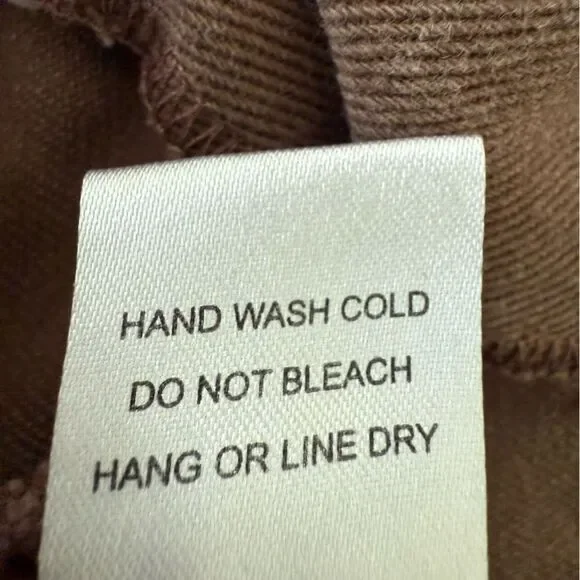 HAND WASH COLD
DO NOT BLEACH
HANG OR LINE DRY